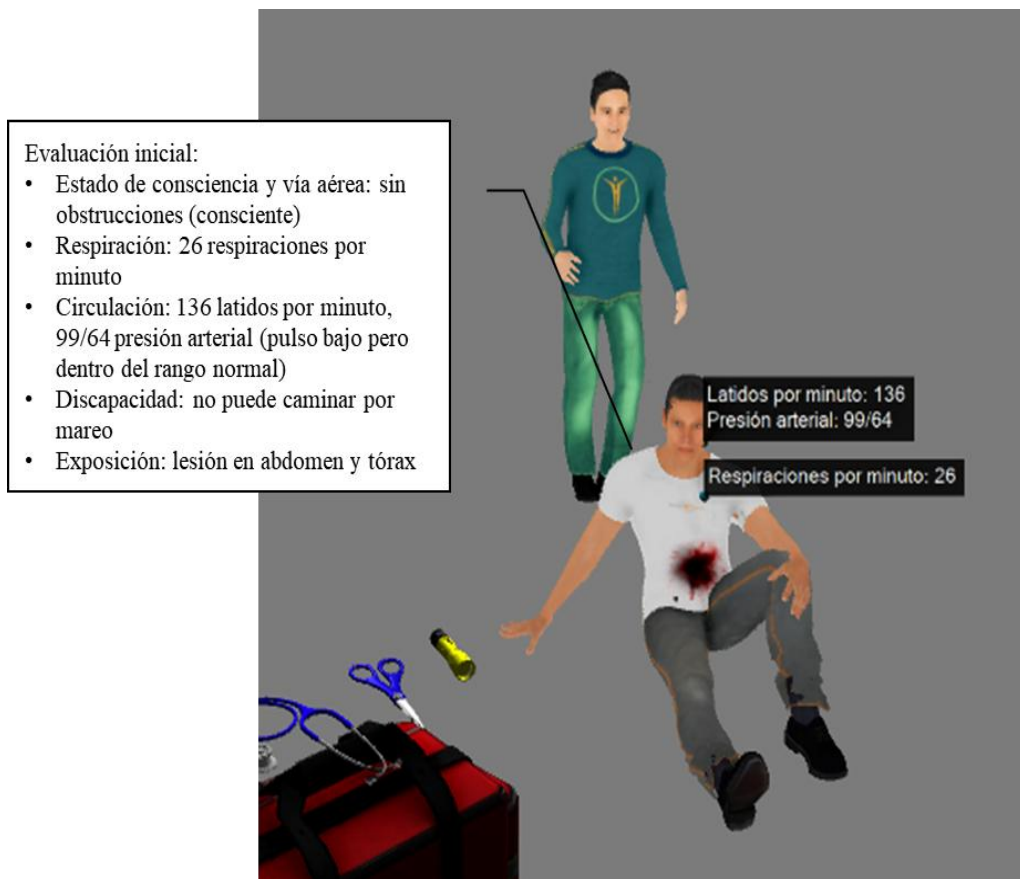 Evaluación inicial:
• Estado de consciencia y vía aérea: sin
obstrucciones (consciente)
• Respiración: 26 respiraciones por
minuto
• Circulación: 136 latidos por minuto,
99/64 presión arterial (pulso bajo pero
dentro del rango normal)
• Discapacidad: no puede caminar por
mareo
• Exposición: lesión en abdomen y tórax
Latidos por minuto: 136
Presión arterial: 99/64
Respiraciones por minuto: 26